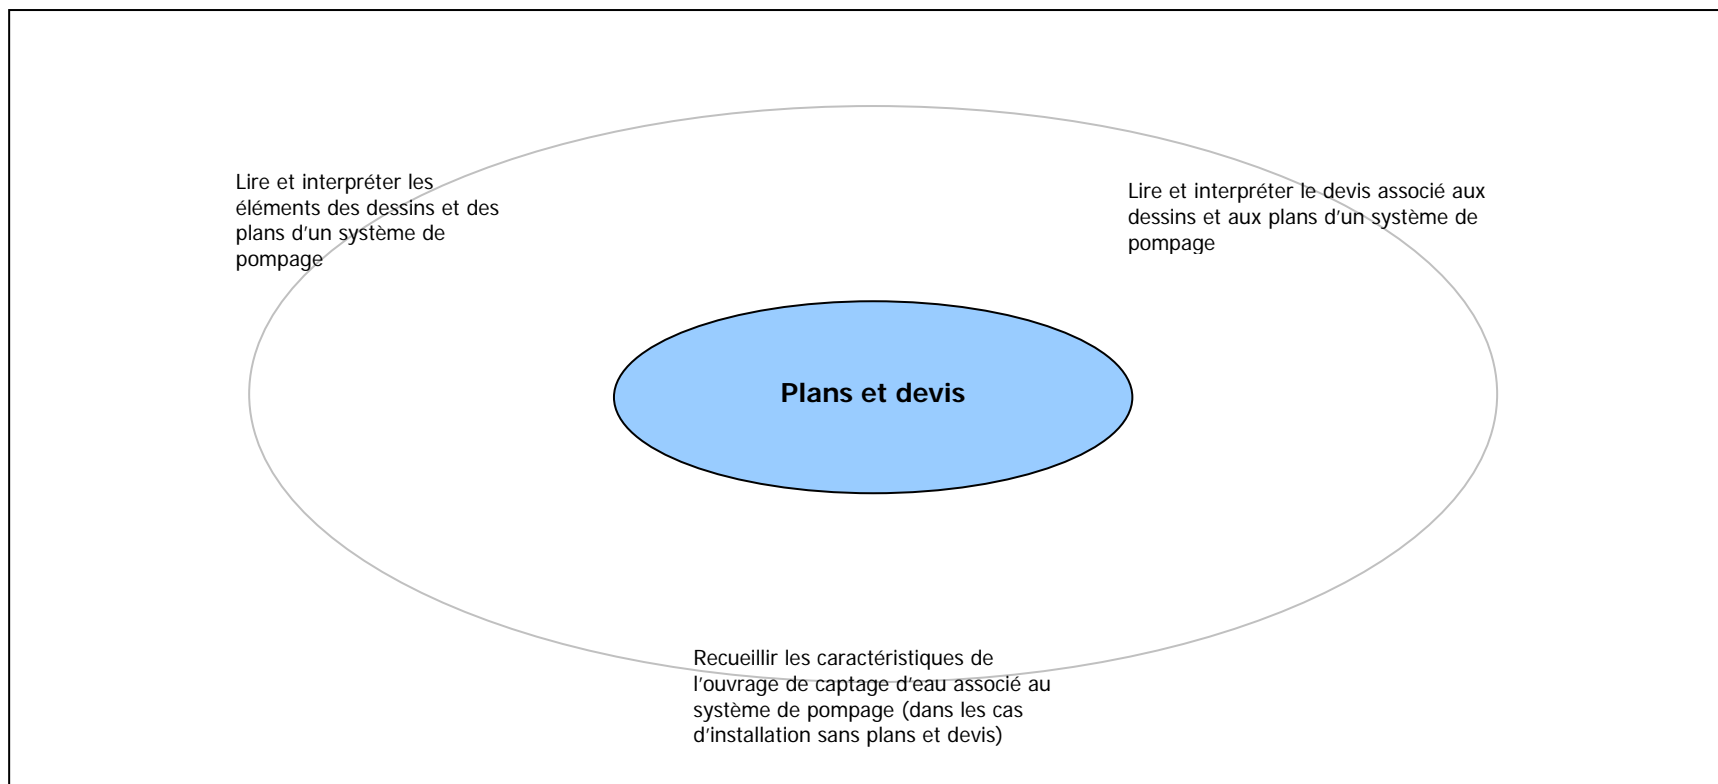 Lire et interpréter les
éléments des dessins et des
plans d'un système de
pompage
Lire et interpréter le devis associé aux
dessins et aux plans d'un système de
pompage
Plans et devis
Recueillir les caractéristiques de
l'ouvrage de captage d'eau associé au
système de pompage (dans les cas
d'installation sans plans et devis)